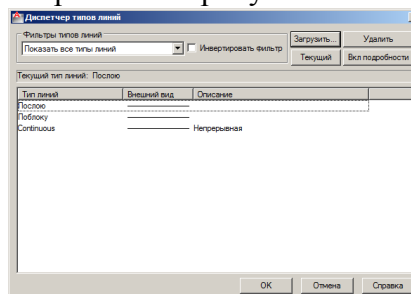 Диспетчер типов линий
Фильтры типов линий
Показать все типы линий
Инвертировать фильтр
Загрузить...
Удалить
Текущий
Вкл подробности
Текущий тип линий: Послою
Тип линий Внешний вид Описание
Послою
Поблоку
Continuous Непрерывная
ОК Отмена Справка